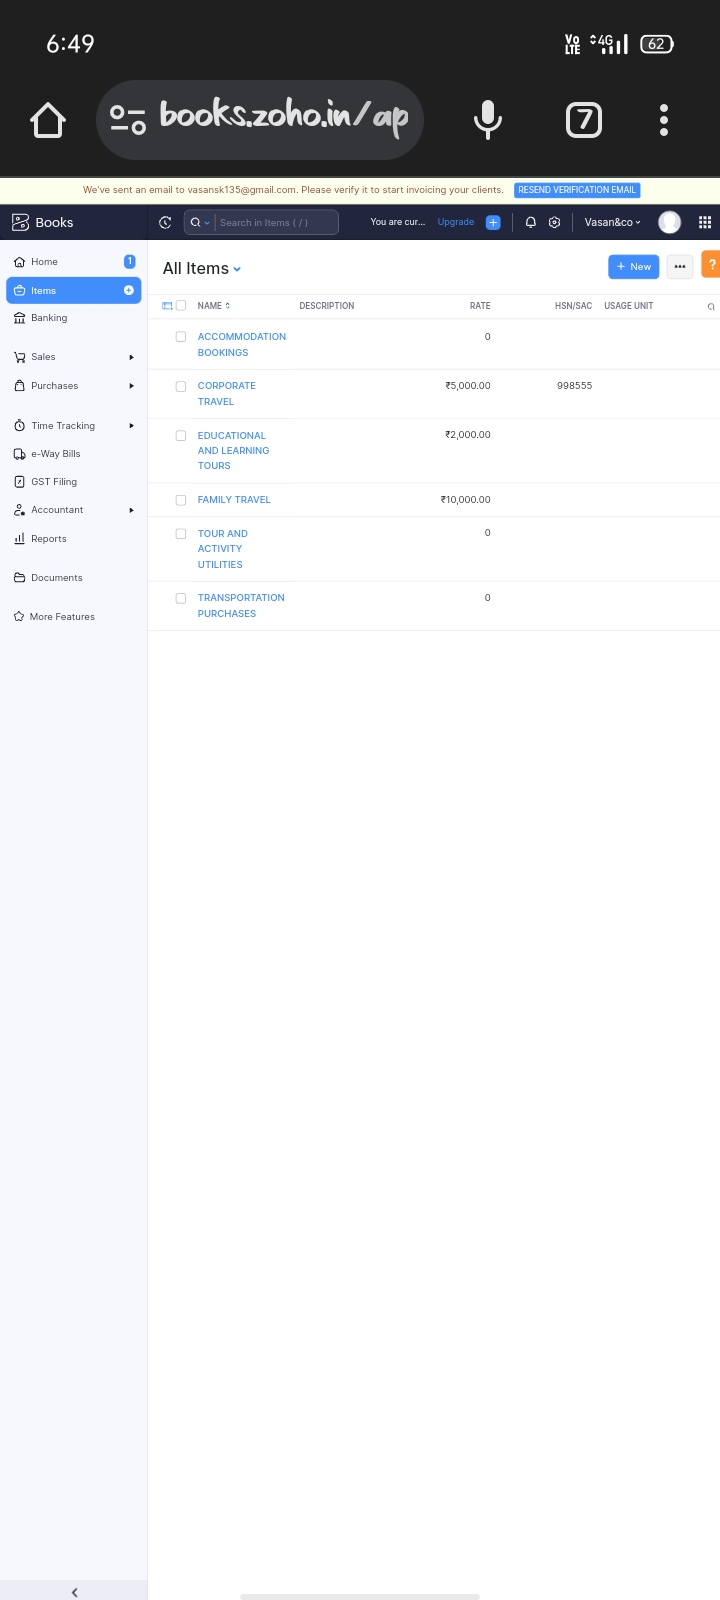 6:49
Vo LTE 4G 62
books.zoho.in/ap
7
We've sent an email to vasansk135@gmail.com. Please verify it to start invoicing your clients. RESEND VERIFICATION EMAIL
Books
Search in Items ( / )
You are cur... Upgrade
Vasan&co
Home 1
Items
Banking
Sales
Purchases
Time Tracking
e-Way Bills
GST Filing
Accountant
Reports
Documents
More Features
All Items
+ New
?
NAME DESCRIPTION RATE HSN/SAC USAGE UNIT
ACCOMMODATION 0
BOOKINGS
CORPORATE ₹5,000.00 998555
TRAVEL
EDUCATIONAL ₹2,000.00
AND LEARNING
TOURS
FAMILY TRAVEL ₹10,000.00
TOUR AND 0
ACTIVITY
UTILITIES
TRANSPORTATION 0
PURCHASES